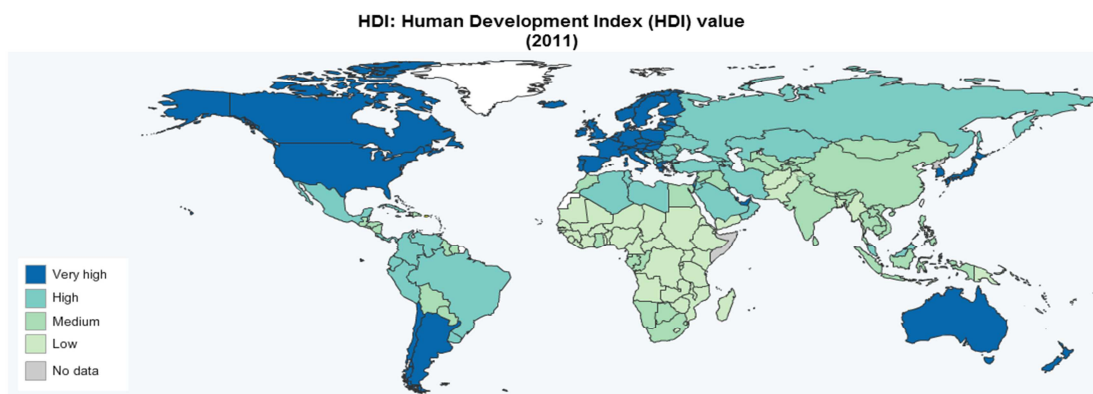 HDI: Human Development Index (HDI) value
(2011)
Very high
High
Medium
Low
No data